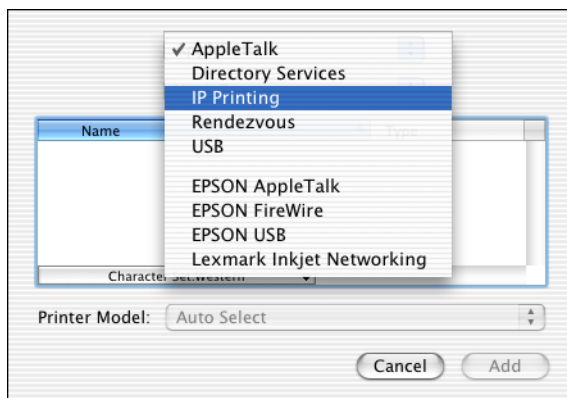 ✓ AppleTalk
Directory Services
IP Printing
Rendezvous
USB
EPSON AppleTalk
EPSON FireWire
EPSON USB
Lexmark Inkjet Networking
Name
Type
Character Set:Western
Printer Model: Auto Select
Cancel Add